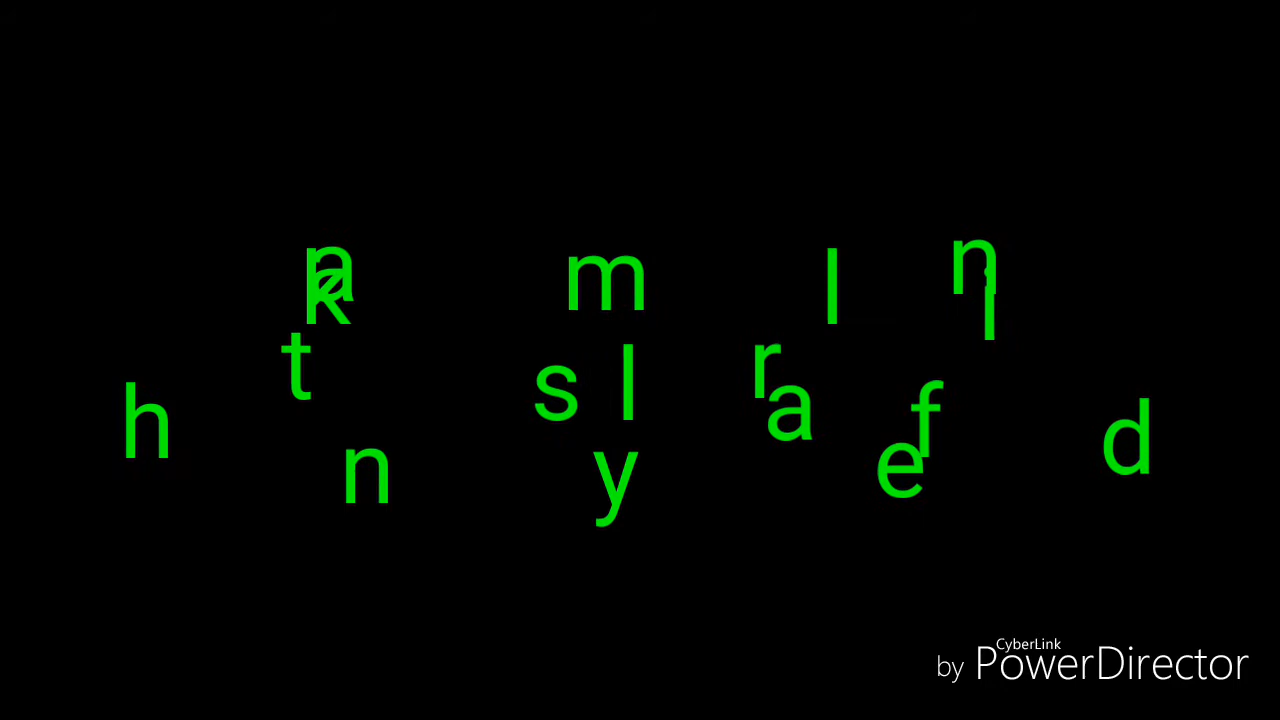 n a m l n
k i
t s l r
h a f d
n y e
CyberLink
by PowerDirector